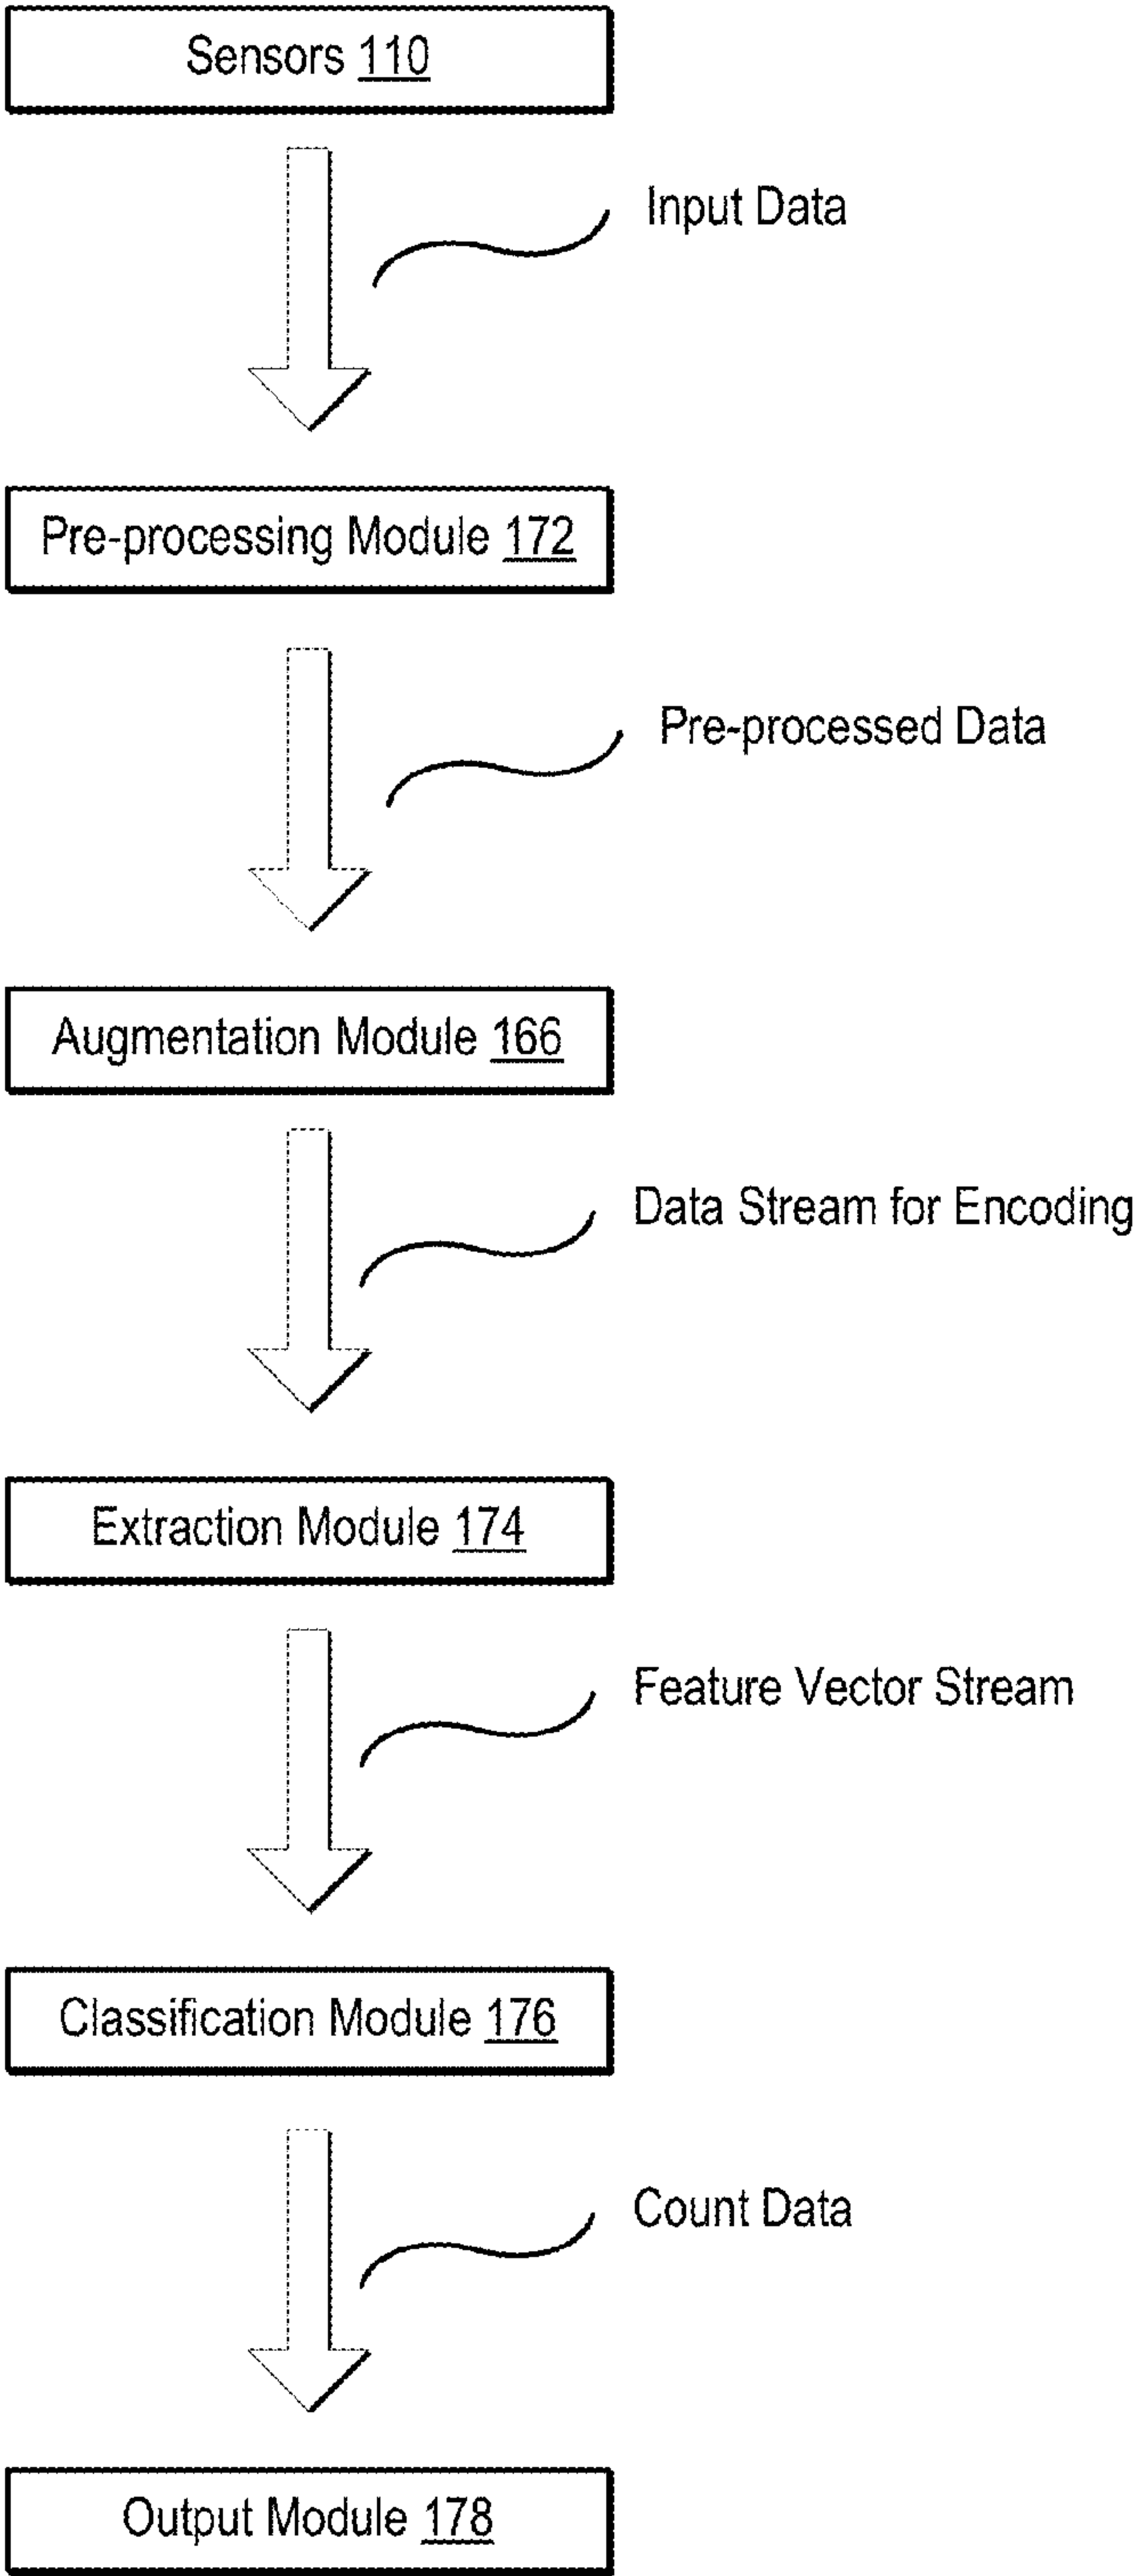 Sensors 110
Input Data
Pre-processing Module 172
Pre-processed Data
Augmentation Module 166
Data Stream for Encoding
Extraction Module 174
Feature Vector Stream
Classification Module 176
Count Data
Output Module 178